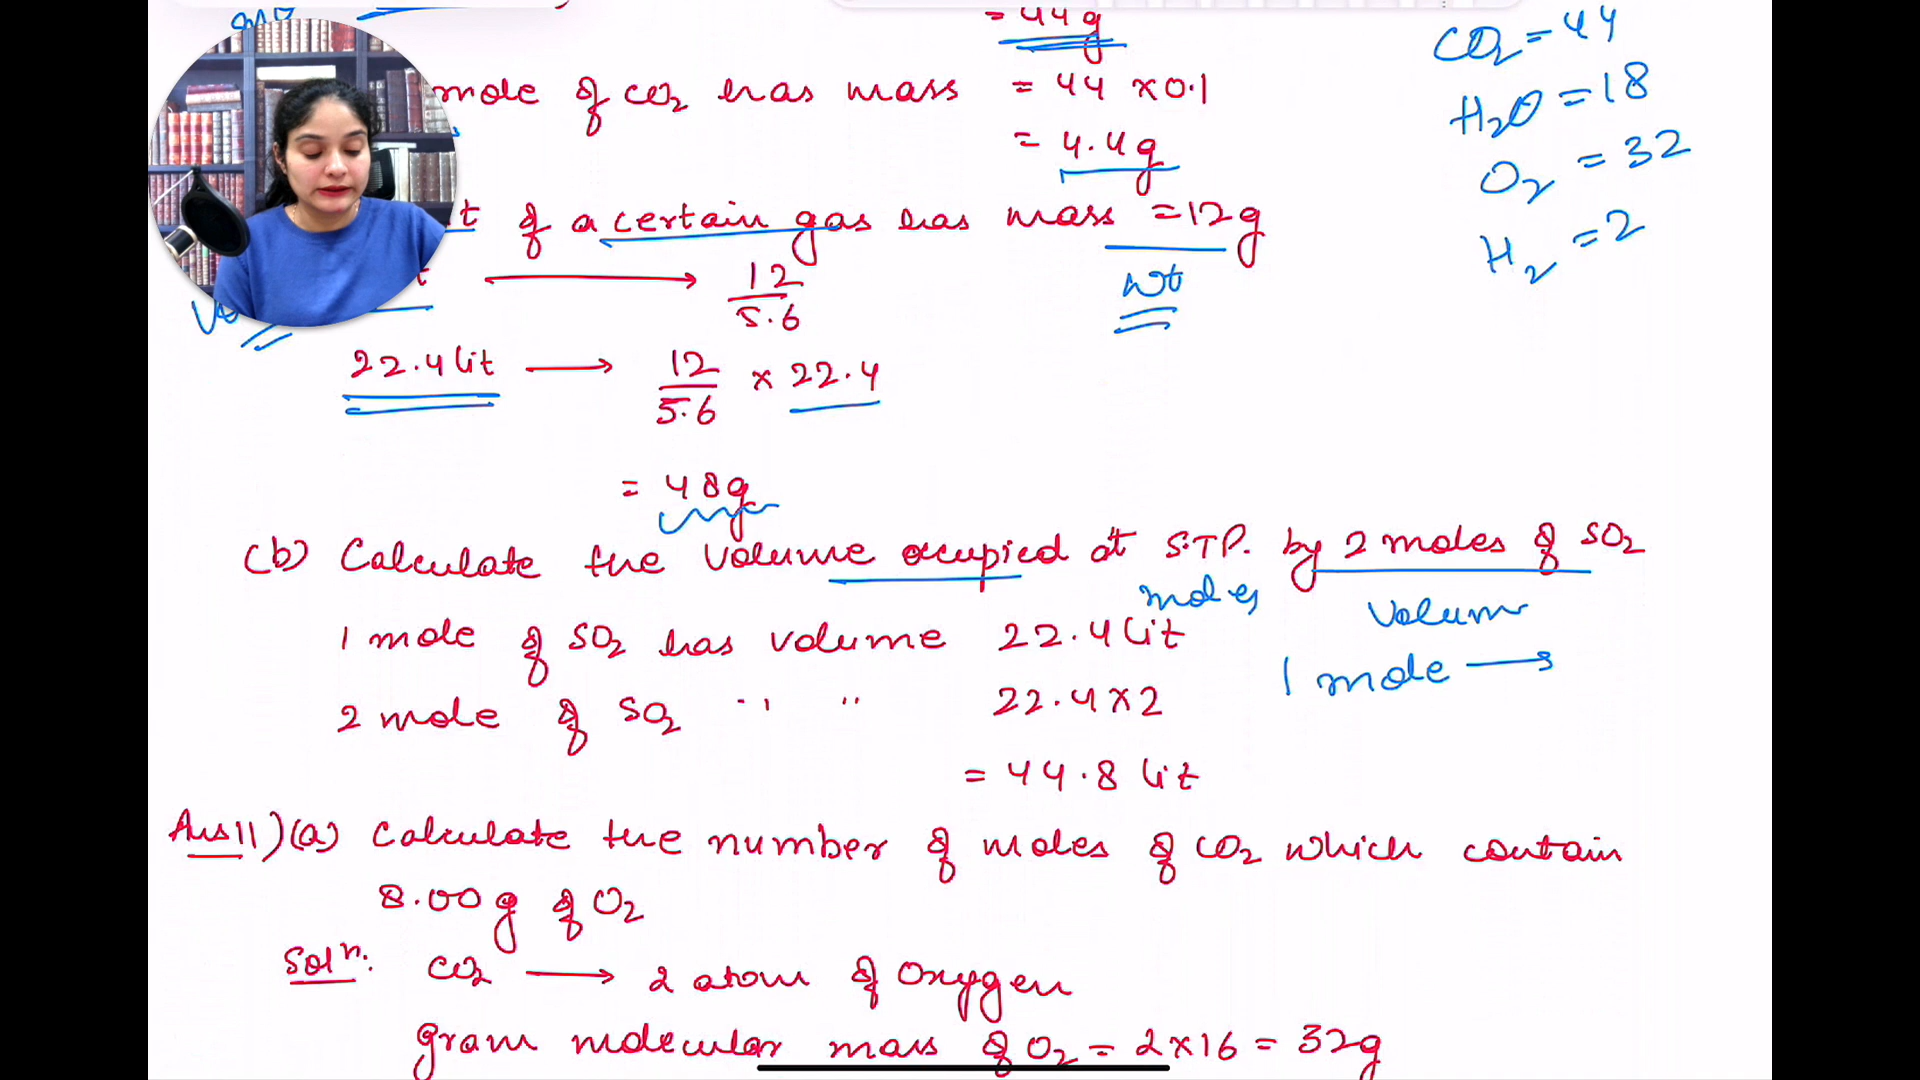 = 44g
CO2 = 44
mole of CO2 has mass = 44 × 0.1
H2O = 18
= 4.4g
O2 = 32
t of a certain gas has mass = 12g
H2 = 2
t ⟶ 12/5.6
wt
22.4 lit ⟶ 12/5.6 × 22.4
= 48g
(b) Calculate the volume occupied at S.T.P. by 2 moles of SO2
moles Volume
1 mole of SO2 has volume 22.4 lit
1 mole ⟶
2 mole of SO2 " " 22.4×2
= 44.8 lit
Ans 11)(a) Calculate the number of moles of CO2 which contain
8.00g of O2
Soln: CO2 ⟶ 2 atom of Oxygen
gram molecular mass of O2 = 2×16 = 32g